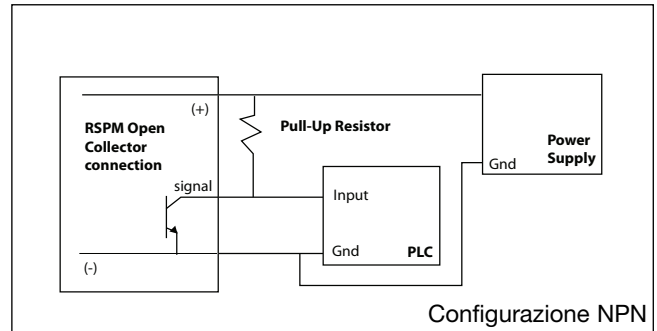 (+)
RSPM Open
Collector
connection
Pull-Up Resistor
Power
Supply
Gnd
signal
Input
Gnd
PLC
(-)
Configurazione NPN